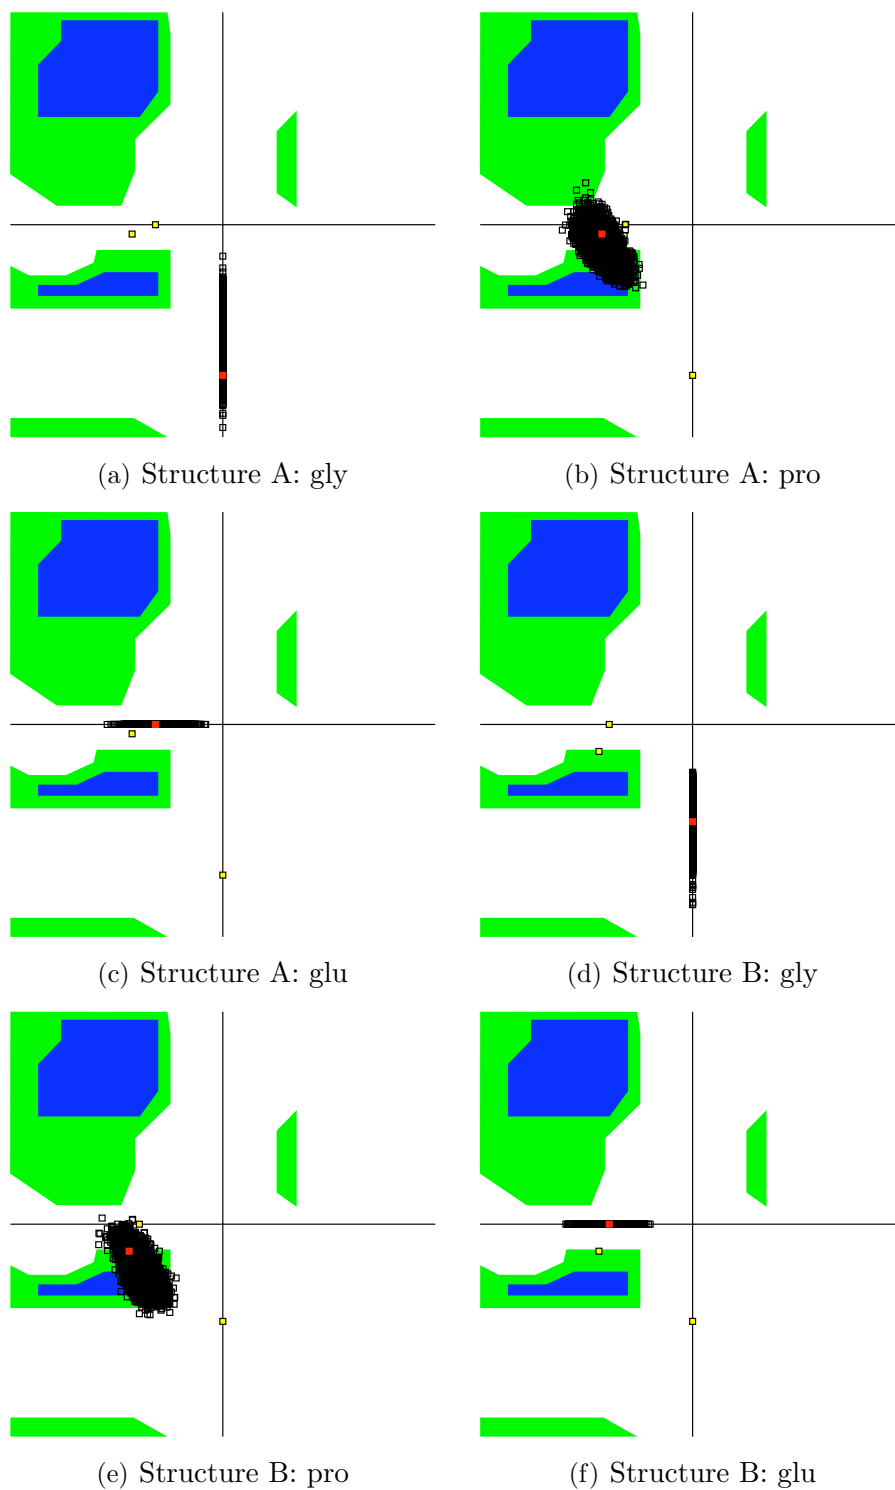 (a) Structure A: gly
(b) Structure A: pro
(c) Structure A: glu
(d) Structure B: gly
(e) Structure B: pro
(f) Structure B: glu